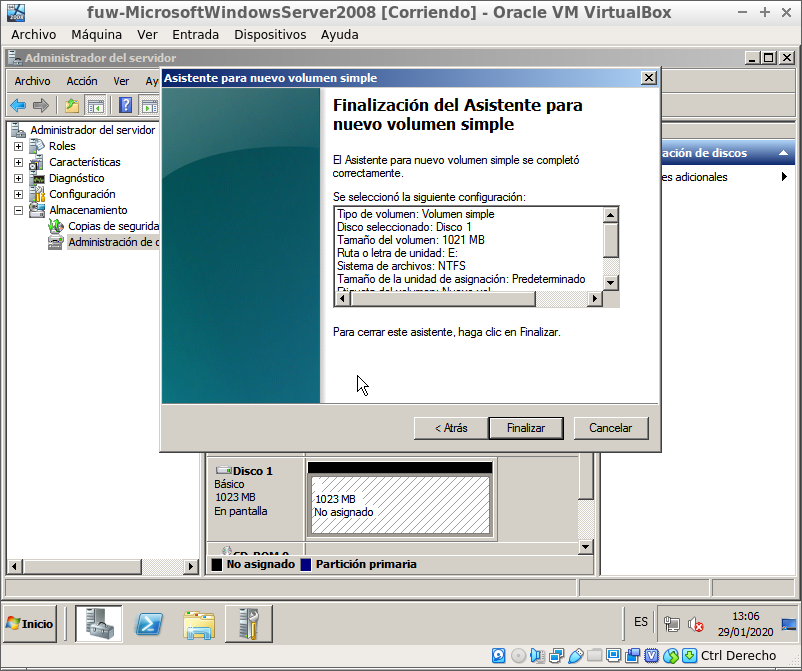 fuw-MicrosoftWindowsServer2008 [Corriendo] - Oracle VM VirtualBox
Archivo Máquina Ver Entrada Dispositivos Ayuda
Administrador del servidor
Archivo Acción Ver Ay
Asistente para nuevo volumen simple
Administrador del servidor
Roles
Características
Diagnóstico
Configuración
Almacenamiento
Copias de segurida
Administración de d
Finalización del Asistente para
nuevo volumen simple
El Asistente para nuevo volumen simple se completó
correctamente.
Se seleccionó la siguiente configuración:
Tipo de volumen: Volumen simple
Disco seleccionado: Disco 1
Tamaño del volumen: 1021 MB
Ruta o letra de unidad: E:
Sistema de archivos: NTFS
Tamaño de la unidad de asignación: Predeterminado
Para cerrar este asistente, haga clic en Finalizar.
< Atrás Finalizar Cancelar
ación de discos
es adicionales
Disco 1
Básico
1023 MB
En pantalla
1023 MB
No asignado
CD-ROM 0
No asignado Partición primaria
Inicio
ES
13:06
29/01/2020
Ctrl Derecho